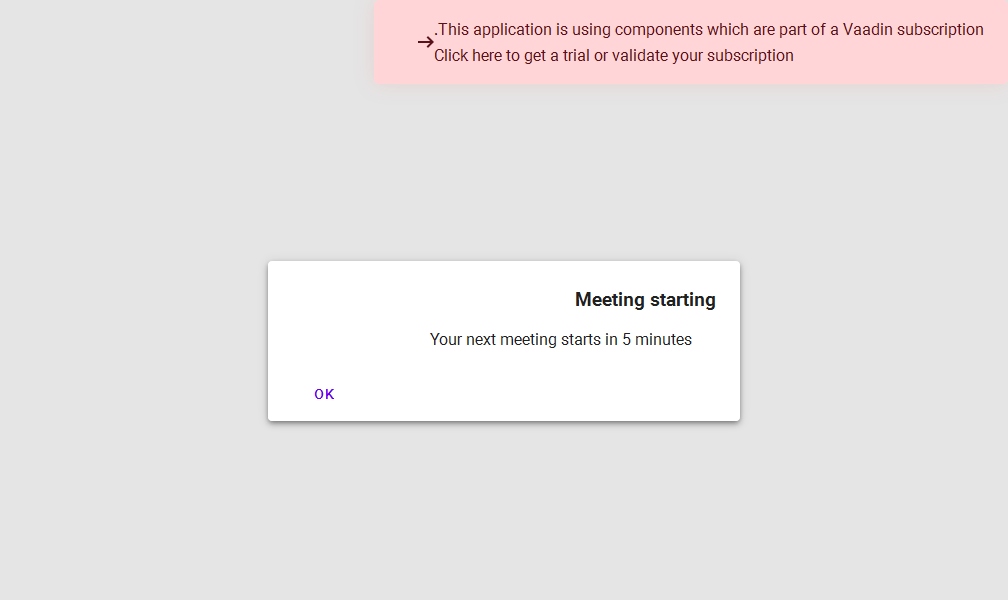 .This application is using components which are part of a Vaadin subscription
Click here to get a trial or validate your subscription
Meeting starting
Your next meeting starts in 5 minutes
OK